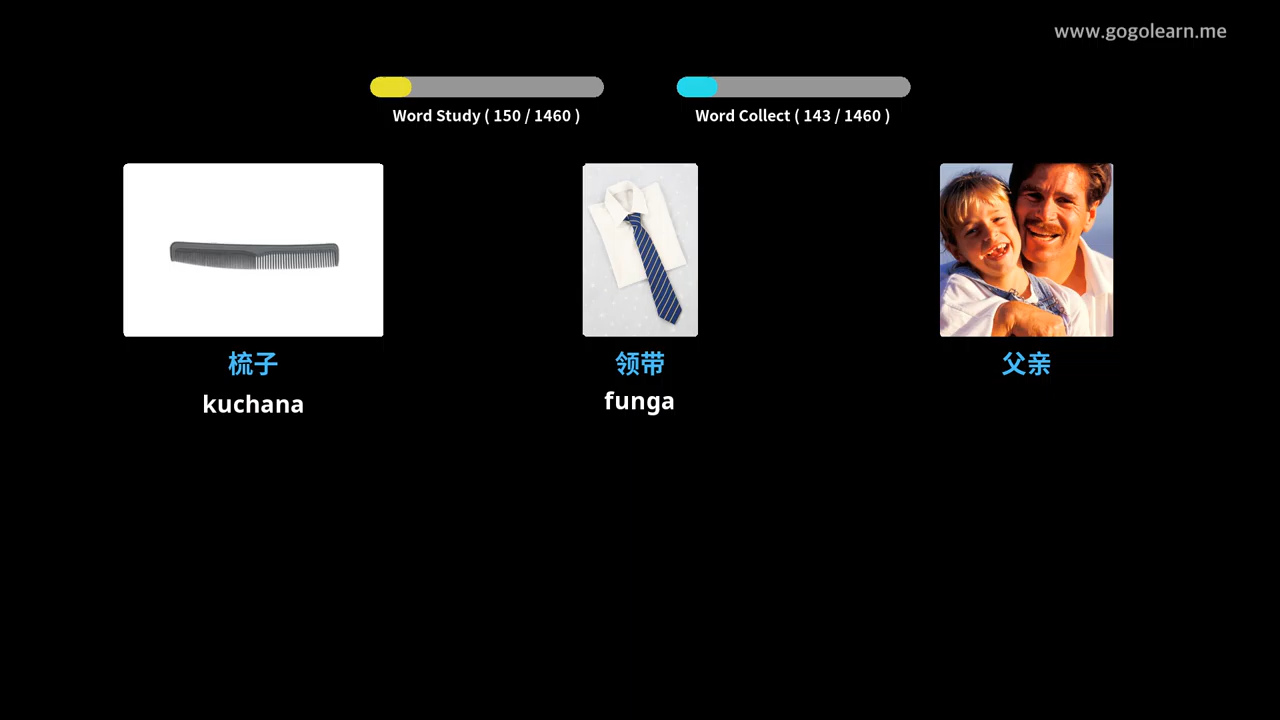 www.gogolearn.me
Word Study ( 150 / 1460 )
Word Collect ( 143 / 1460 )
梳子
领带
父亲
kuchana
funga